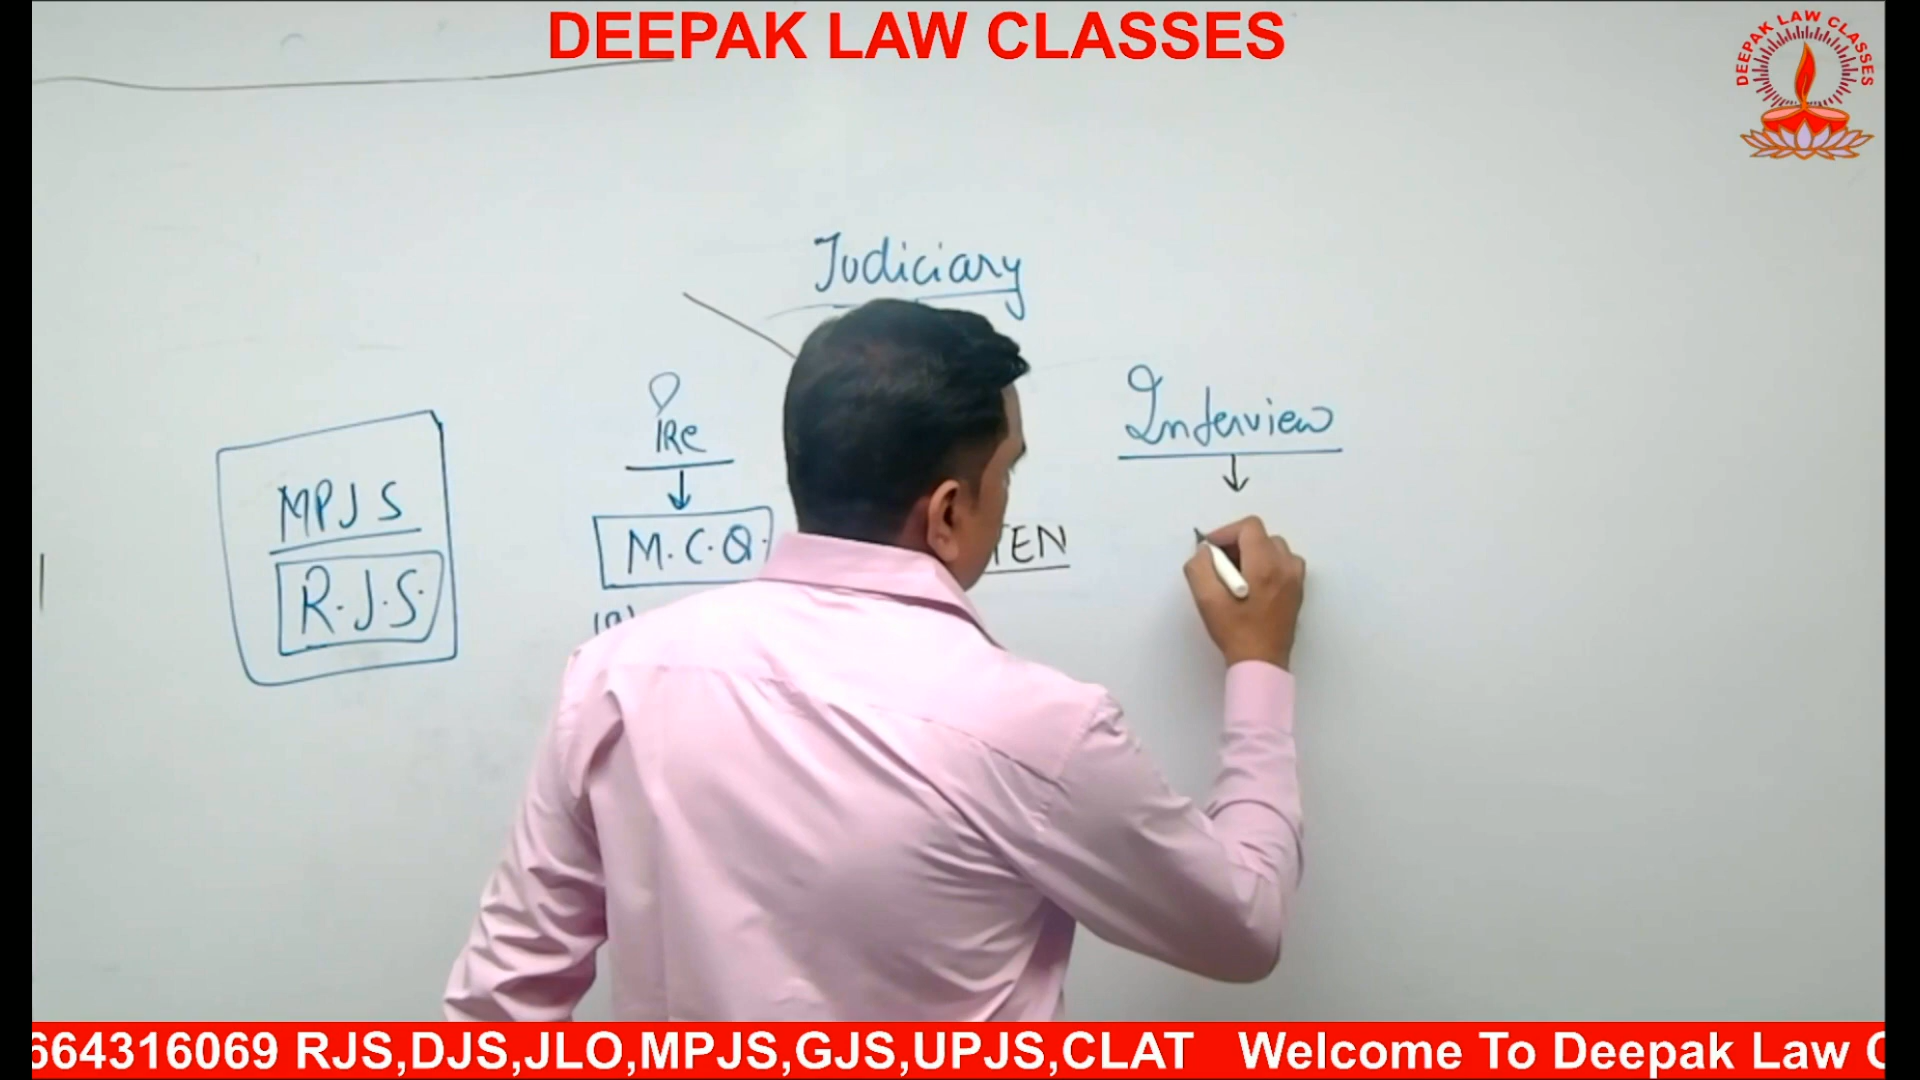 DEEPAK LAW CLASSES
DEEPAK LAW CLASSES
Judiciary
PRe
Interview
MPJS
R.J.S.
M.C.Q.
TEN
664316069 RJS,DJS,JLO,MPJS,GJS,UPJS,CLAT Welcome To Deepak Law C